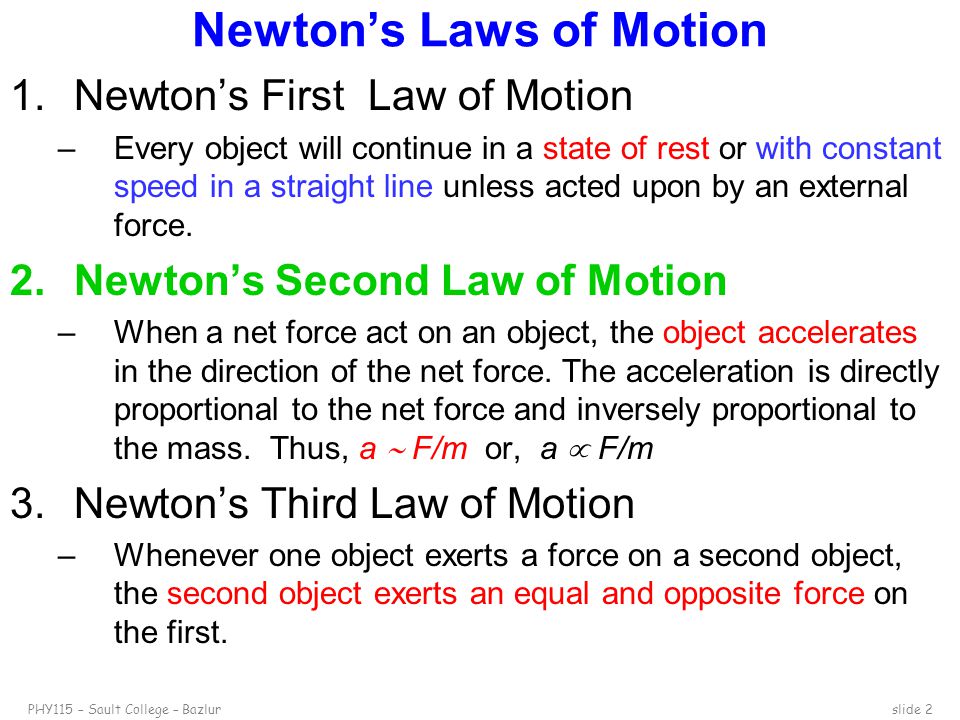 Newton’s Laws of Motion
1. Newton’s First Law of Motion
– Every object will continue in a state of rest or with constant
speed in a straight line unless acted upon by an external
force.
2. Newton’s Second Law of Motion
– When a net force act on an object, the object accelerates
in the direction of the net force. The acceleration is directly
proportional to the net force and inversely proportional to
the mass. Thus, a ∼ F/m or, a ∝ F/m
3. Newton’s Third Law of Motion
– Whenever one object exerts a force on a second object,
the second object exerts an equal and opposite force on
the first.
PHY115 – Sault College – Bazlur slide 2